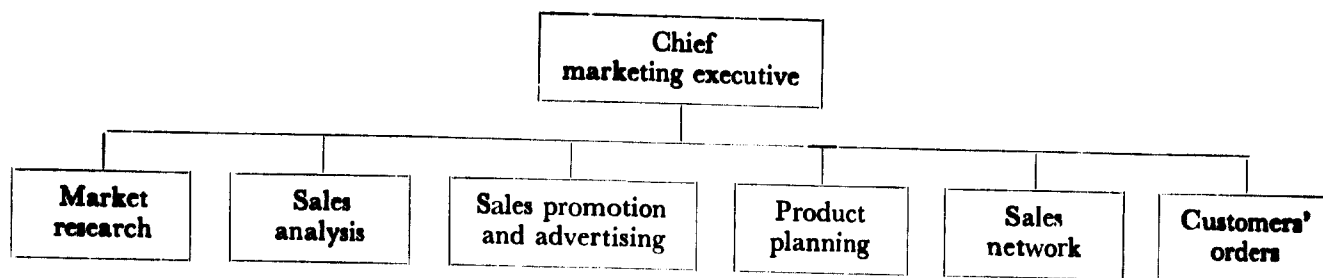 Chief
marketing executive
Market
research
Sales
analysis
Sales promotion
and advertising
Product
planning
Sales
network
Customers'
orders